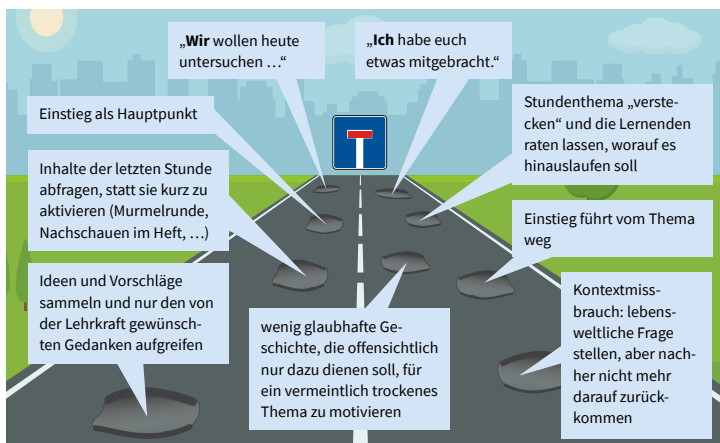 „Wir wollen heute
untersuchen …“
„Ich habe euch
etwas mitgebracht.“
Einstieg als Hauptpunkt
Stundenthema „verste-
cken“ und die Lernenden
raten lassen, worauf es
hinauslaufen soll
Inhalte der letzten Stunde
abfragen, statt sie kurz zu
aktivieren (Murmelrunde,
Nachschauen im Heft, …)
Einstieg führt vom Thema
weg
Ideen und Vorschläge
sammeln und nur den von
der Lehrkraft gewünsch-
ten Gedanken aufgreifen
wenig glaubhafte Ge-
schichte, die offensichtlich
nur dazu dienen soll, für
ein vermeintlich trockenes
Thema zu motivieren
Kontextmiss-
brauch: lebens-
weltliche Frage
stellen, aber nach-
her nicht mehr
darauf zurück-
kommen